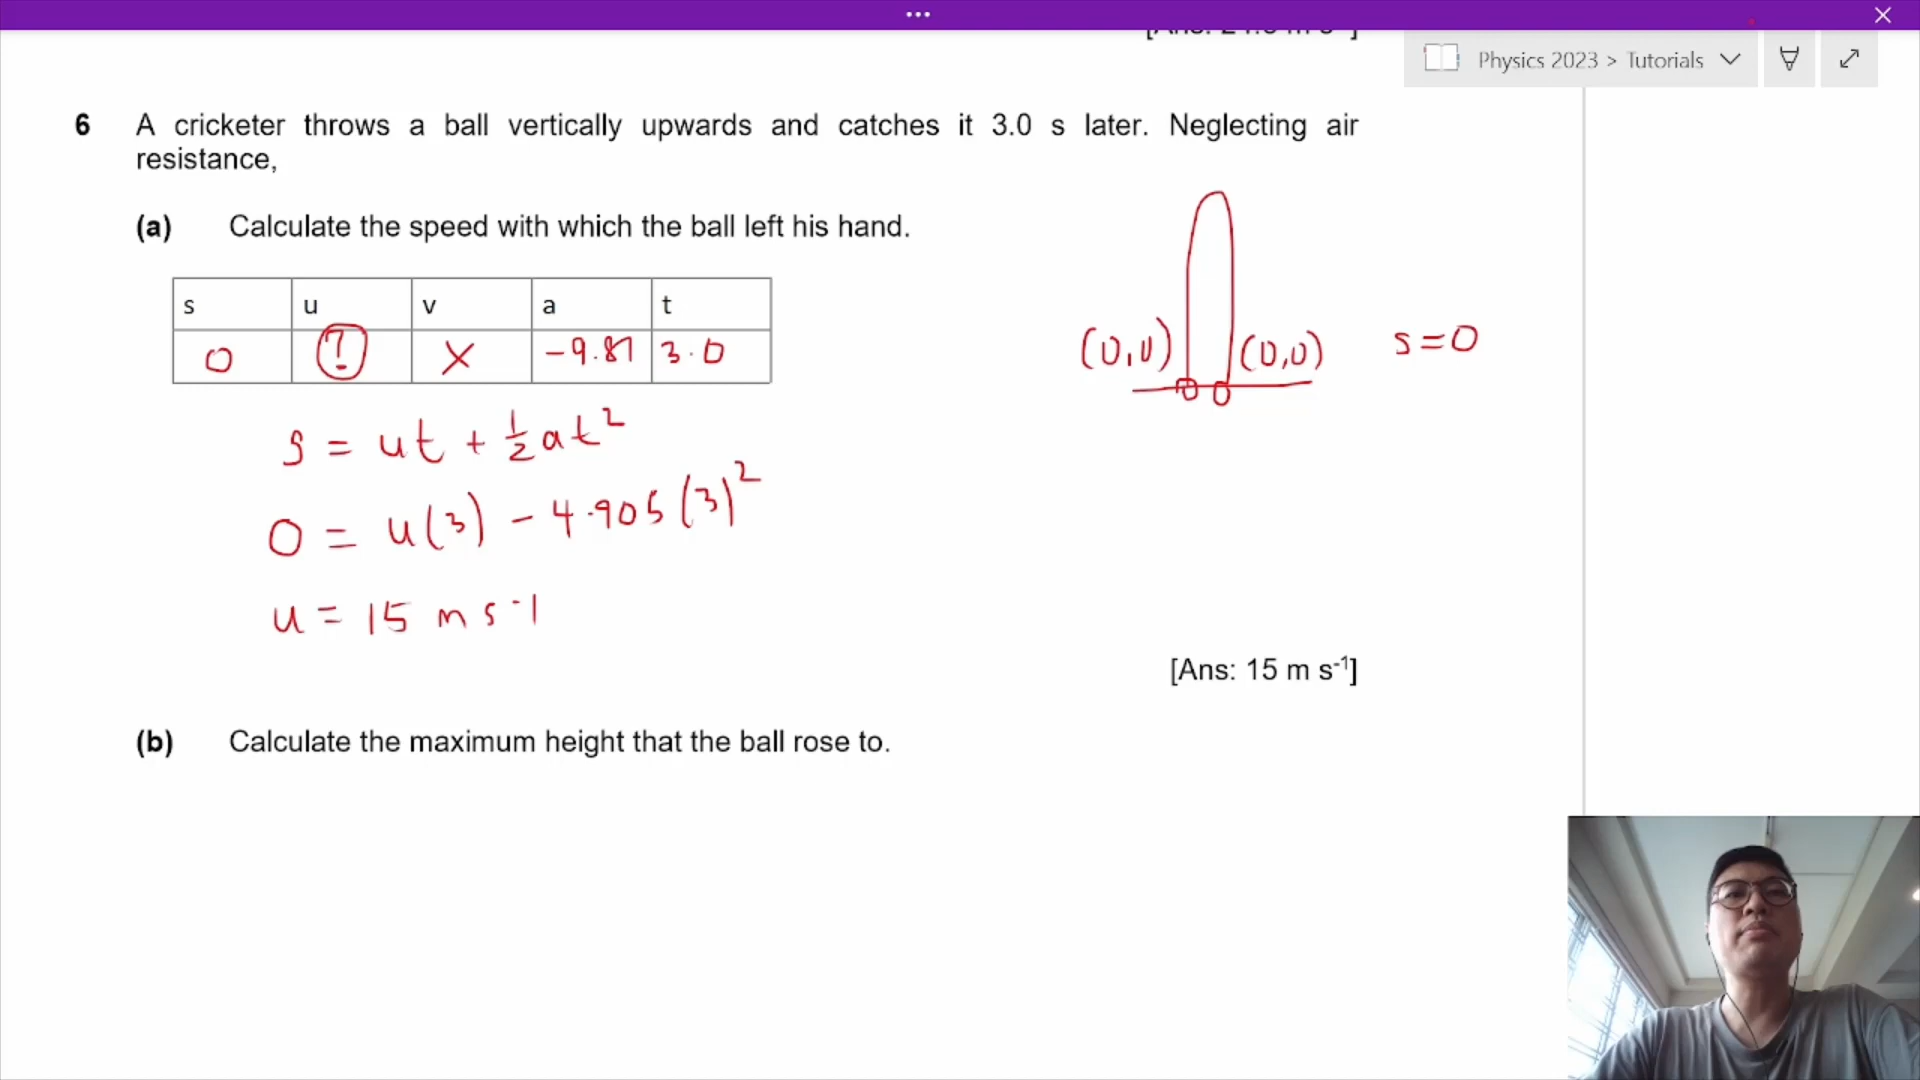 Physics 2023 > Tutorials
6 A cricketer throws a ball vertically upwards and catches it 3.0 s later. Neglecting air
resistance,
(a) Calculate the speed with which the ball left his hand.
s u v a t
0 ? X -9.81 3.0
(0,0) (0,0) s=0
s = ut + ½at²
0 = u(3) - 4.905(3)²
u = 15 m s⁻¹
[Ans: 15 m s⁻¹]
(b) Calculate the maximum height that the ball rose to.